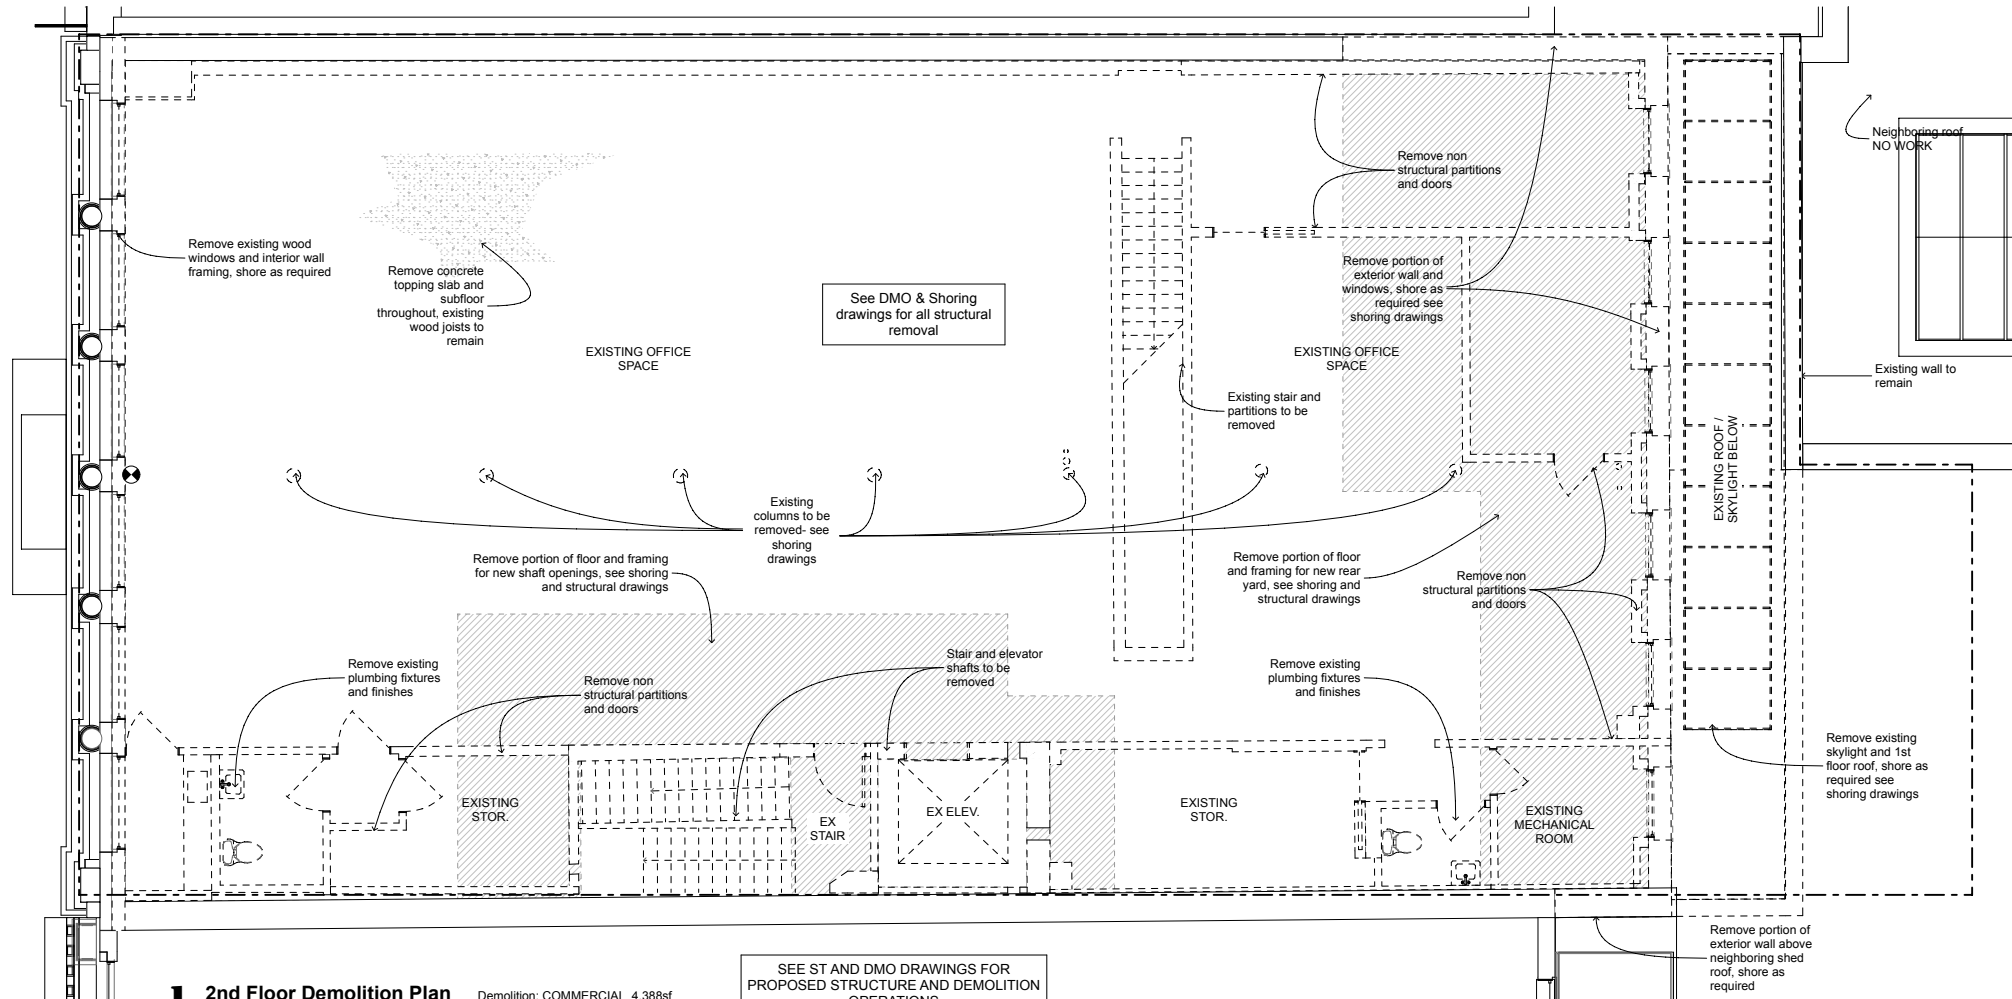 Neighboring roof
NO WORK
Remove non
structural partitions
and doors
Remove existing wood
windows and interior wall
framing, shore as required
Remove concrete
topping slab and
subfloor
throughout, existing
wood joists to
remain
See DMO & Shoring
drawings for all structural
removal
Remove portion of
exterior wall and
windows, shore as
required see
shoring drawings
EXISTING OFFICE
SPACE
EXISTING OFFICE
SPACE
Existing wall to
remain
Existing stair and
partitions to be
removed
EXISTING ROOF /
SKYLIGHT BELOW
Existing
columns to be
removed- see
shoring
drawings
Remove portion of floor and framing
for new shaft openings, see shoring
and structural drawings
Remove portion of floor
and framing for new rear
yard, see shoring and
structural drawings
Remove non
structural partitions
and doors
Remove existing
plumbing fixtures
and finishes
Remove non
structural partitions
and doors
Stair and elevator
shafts to be
removed
Remove existing
plumbing fixtures
and finishes
Remove existing
skylight and 1st
floor roof, shore as
required see
shoring drawings
EXISTING
STOR.
EX
STAIR
EX ELEV.
EXISTING
STOR.
EXISTING
MECHANICAL
ROOM
Remove portion of
exterior wall above
neighboring shed
roof, shore as
required
1 2nd Floor Demolition Plan
Demolition: COMMERCIAL 4,388sf
SEE ST AND DMO DRAWINGS FOR
PROPOSED STRUCTURE AND DEMOLITION
OPERATIONS